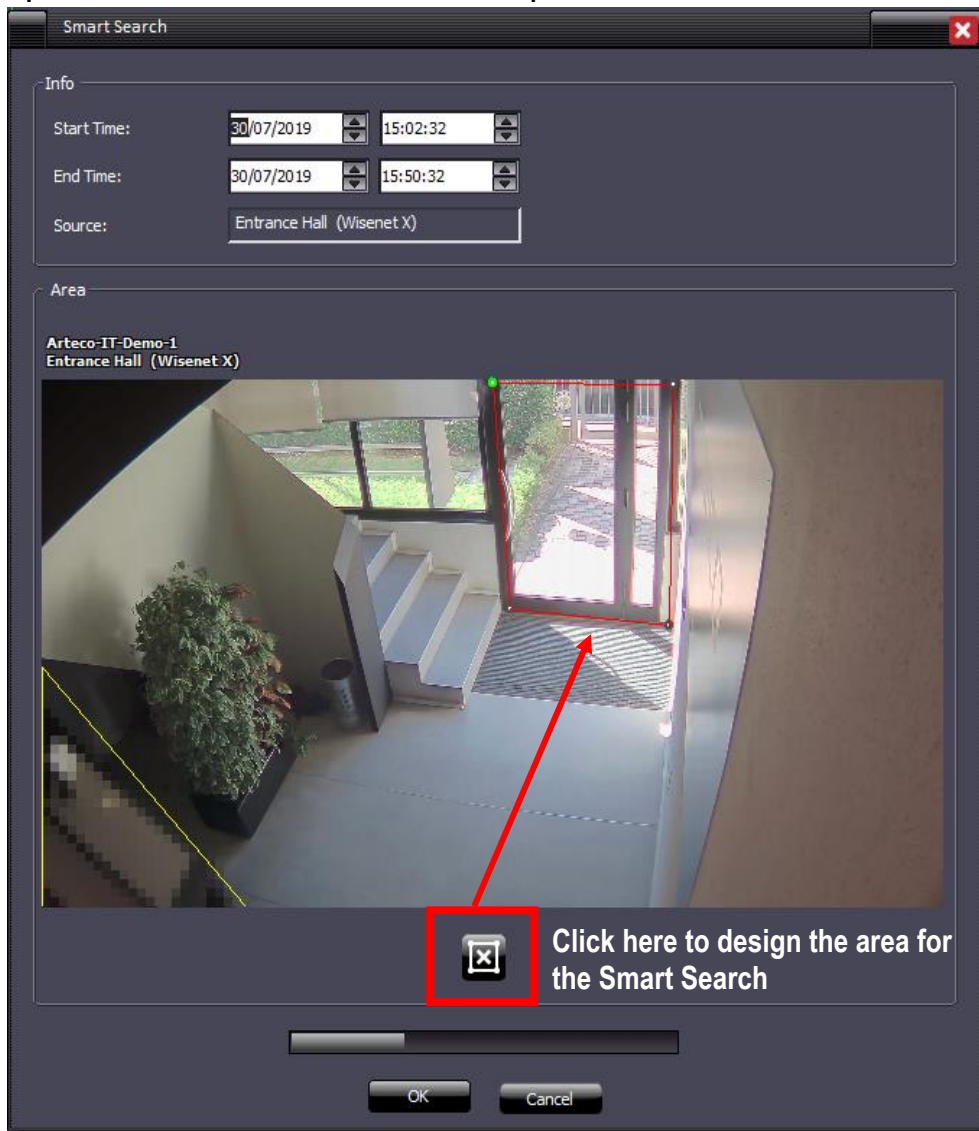 Smart Search
Info
Start Time: 30/07/2019 15:02:32
End Time: 30/07/2019 15:50:32
Source: Entrance Hall (Wisenet X)
Area
Arteco-IT-Demo-1
Entrance Hall (Wisenet X)
Click here to design the area for
the Smart Search
OK Cancel